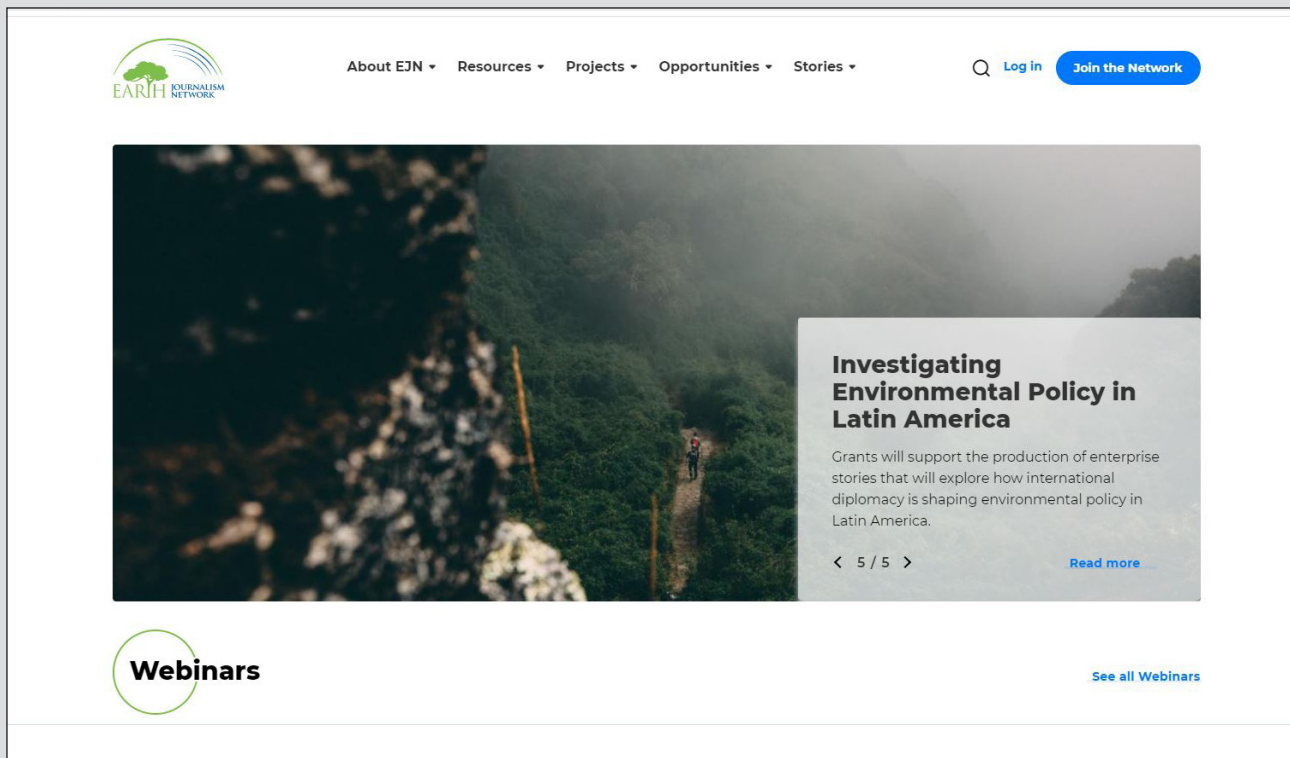 EARTH JOURNALISM NETWORK
About EJN
Resources
Projects
Opportunities
Stories
Log in
Join the Network
Investigating
Environmental Policy in
Latin America
Grants will support the production of enterprise
stories that will explore how international
diplomacy is shaping environmental policy in
Latin America.
5 / 5
Read more
Webinars
See all Webinars